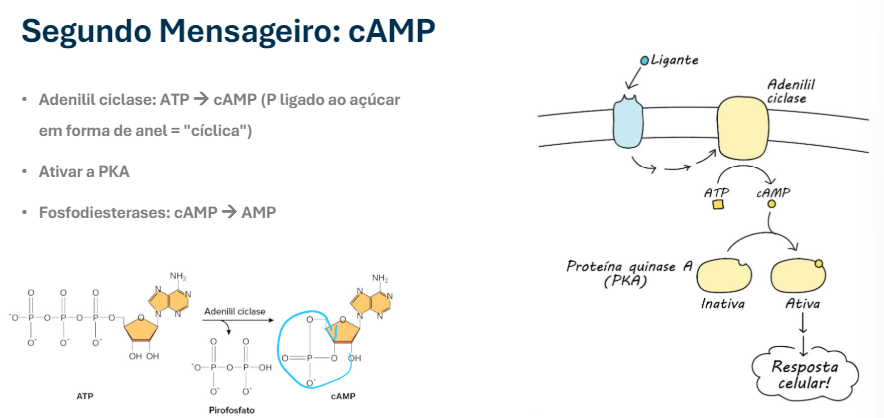 Segundo Mensageiro: cAMP
• Adenilil ciclase: ATP → cAMP (P ligado ao açúcar
em forma de anel = "cíclica")
• Ativar a PKA
• Fosfodiesterases: cAMP → AMP
Ligante
Adenilil
ciclase
ATP
cAMP
Proteína quinase A
(PKA)
Inativa
Ativa
Resposta
celular!
NH₂
N
N
N
N
O
O
O
⁻O—P—O—P—O—P—O
O⁻
O⁻
O⁻
O
OH OH
ATP
Adenilil ciclase
O
O
⁻O—P—O—P—OH
O⁻
O⁻
Pirofosfato
NH₂
N
N
N
N
O
O
O=P—O
OH
O⁻
cAMP